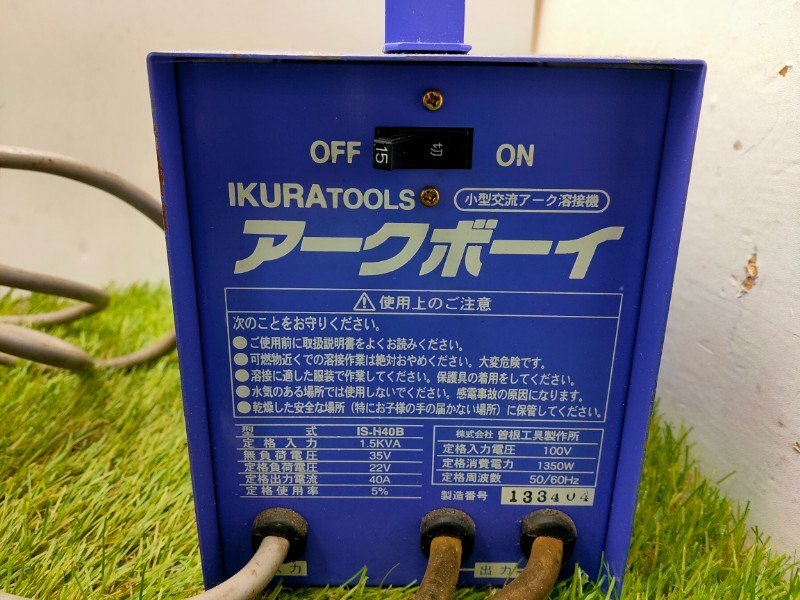 OFF 15 切 ON
IKURATOOLS 小型交流アーク溶接機
アークボーイ
使用上のご注意
次のことをお守りください。
●ご使用前に取扱説明書をよくお読みください。
●可燃物近くでの溶接作業は絶対おやめください。大変危険です。
●溶接に適した服装で作業してください。保護具の着用をしてください。
●水気のある場所では使用しないでください。感電事故の原因になります。
●乾燥した安全な場所（特にお子様の手の届かない場所）に保管してください。
型式 IS-H40B
定格入力 1.5KVA
無負荷電圧 35V
定格負荷電圧 22V
定格出力電流 40A
定格使用率 5%
株式会社 曽根工具製作所
定格入力電圧 100V
定格消費電力 1350W
定格周波数 50/60Hz
製造番号 133404
入力
出力